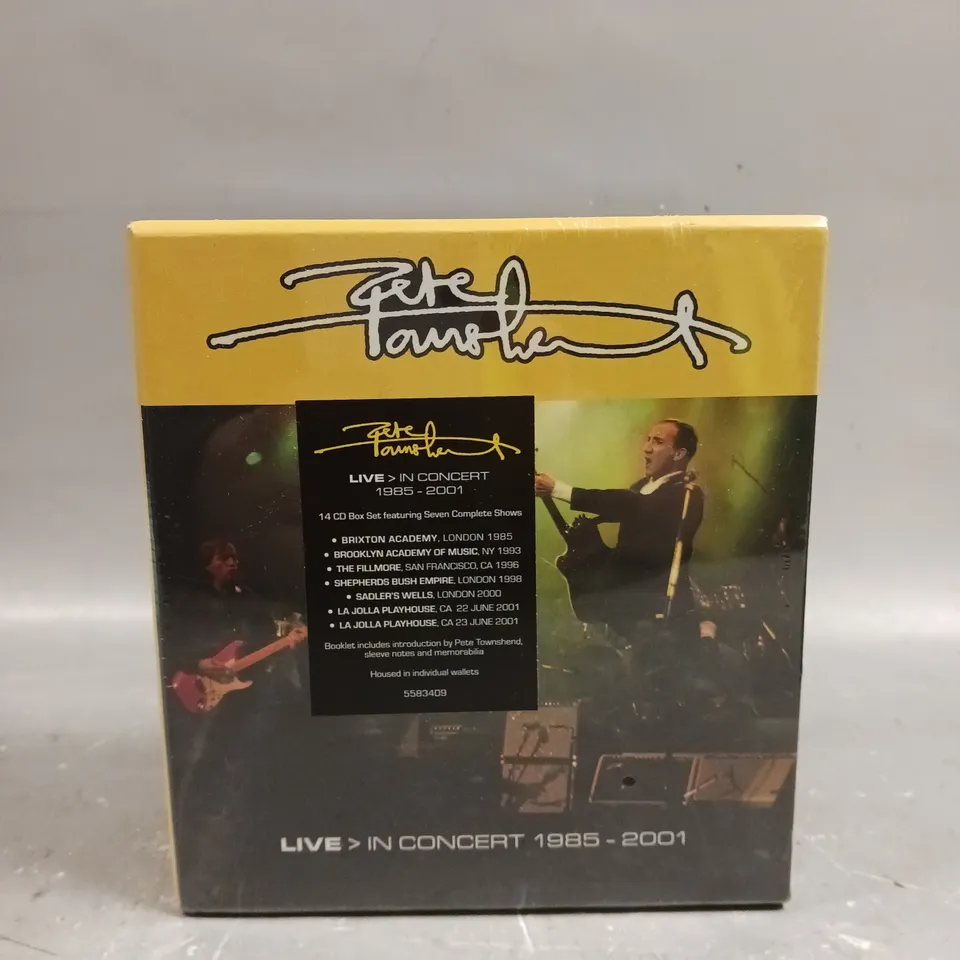 Pete
Townshend
Pete
Townshend
LIVE > IN CONCERT
1985 - 2001
14 CD Box Set featuring Seven Complete Shows
• BRIXTON ACADEMY, LONDON 1985
• BROOKLYN ACADEMY OF MUSIC, NY 1993
• THE FILLMORE, SAN FRANCISCO, CA 1996
• SHEPHERDS BUSH EMPIRE, LONDON 1998
• SADLER'S WELLS, LONDON 2000
• LA JOLLA PLAYHOUSE, CA 22 JUNE 2001
• LA JOLLA PLAYHOUSE, CA 23 JUNE 2001
Booklet includes introduction by Pete Townshend,
sleeve notes and memorabilia
Housed in individual wallets
5583409
LIVE > IN CONCERT 1985 - 2001